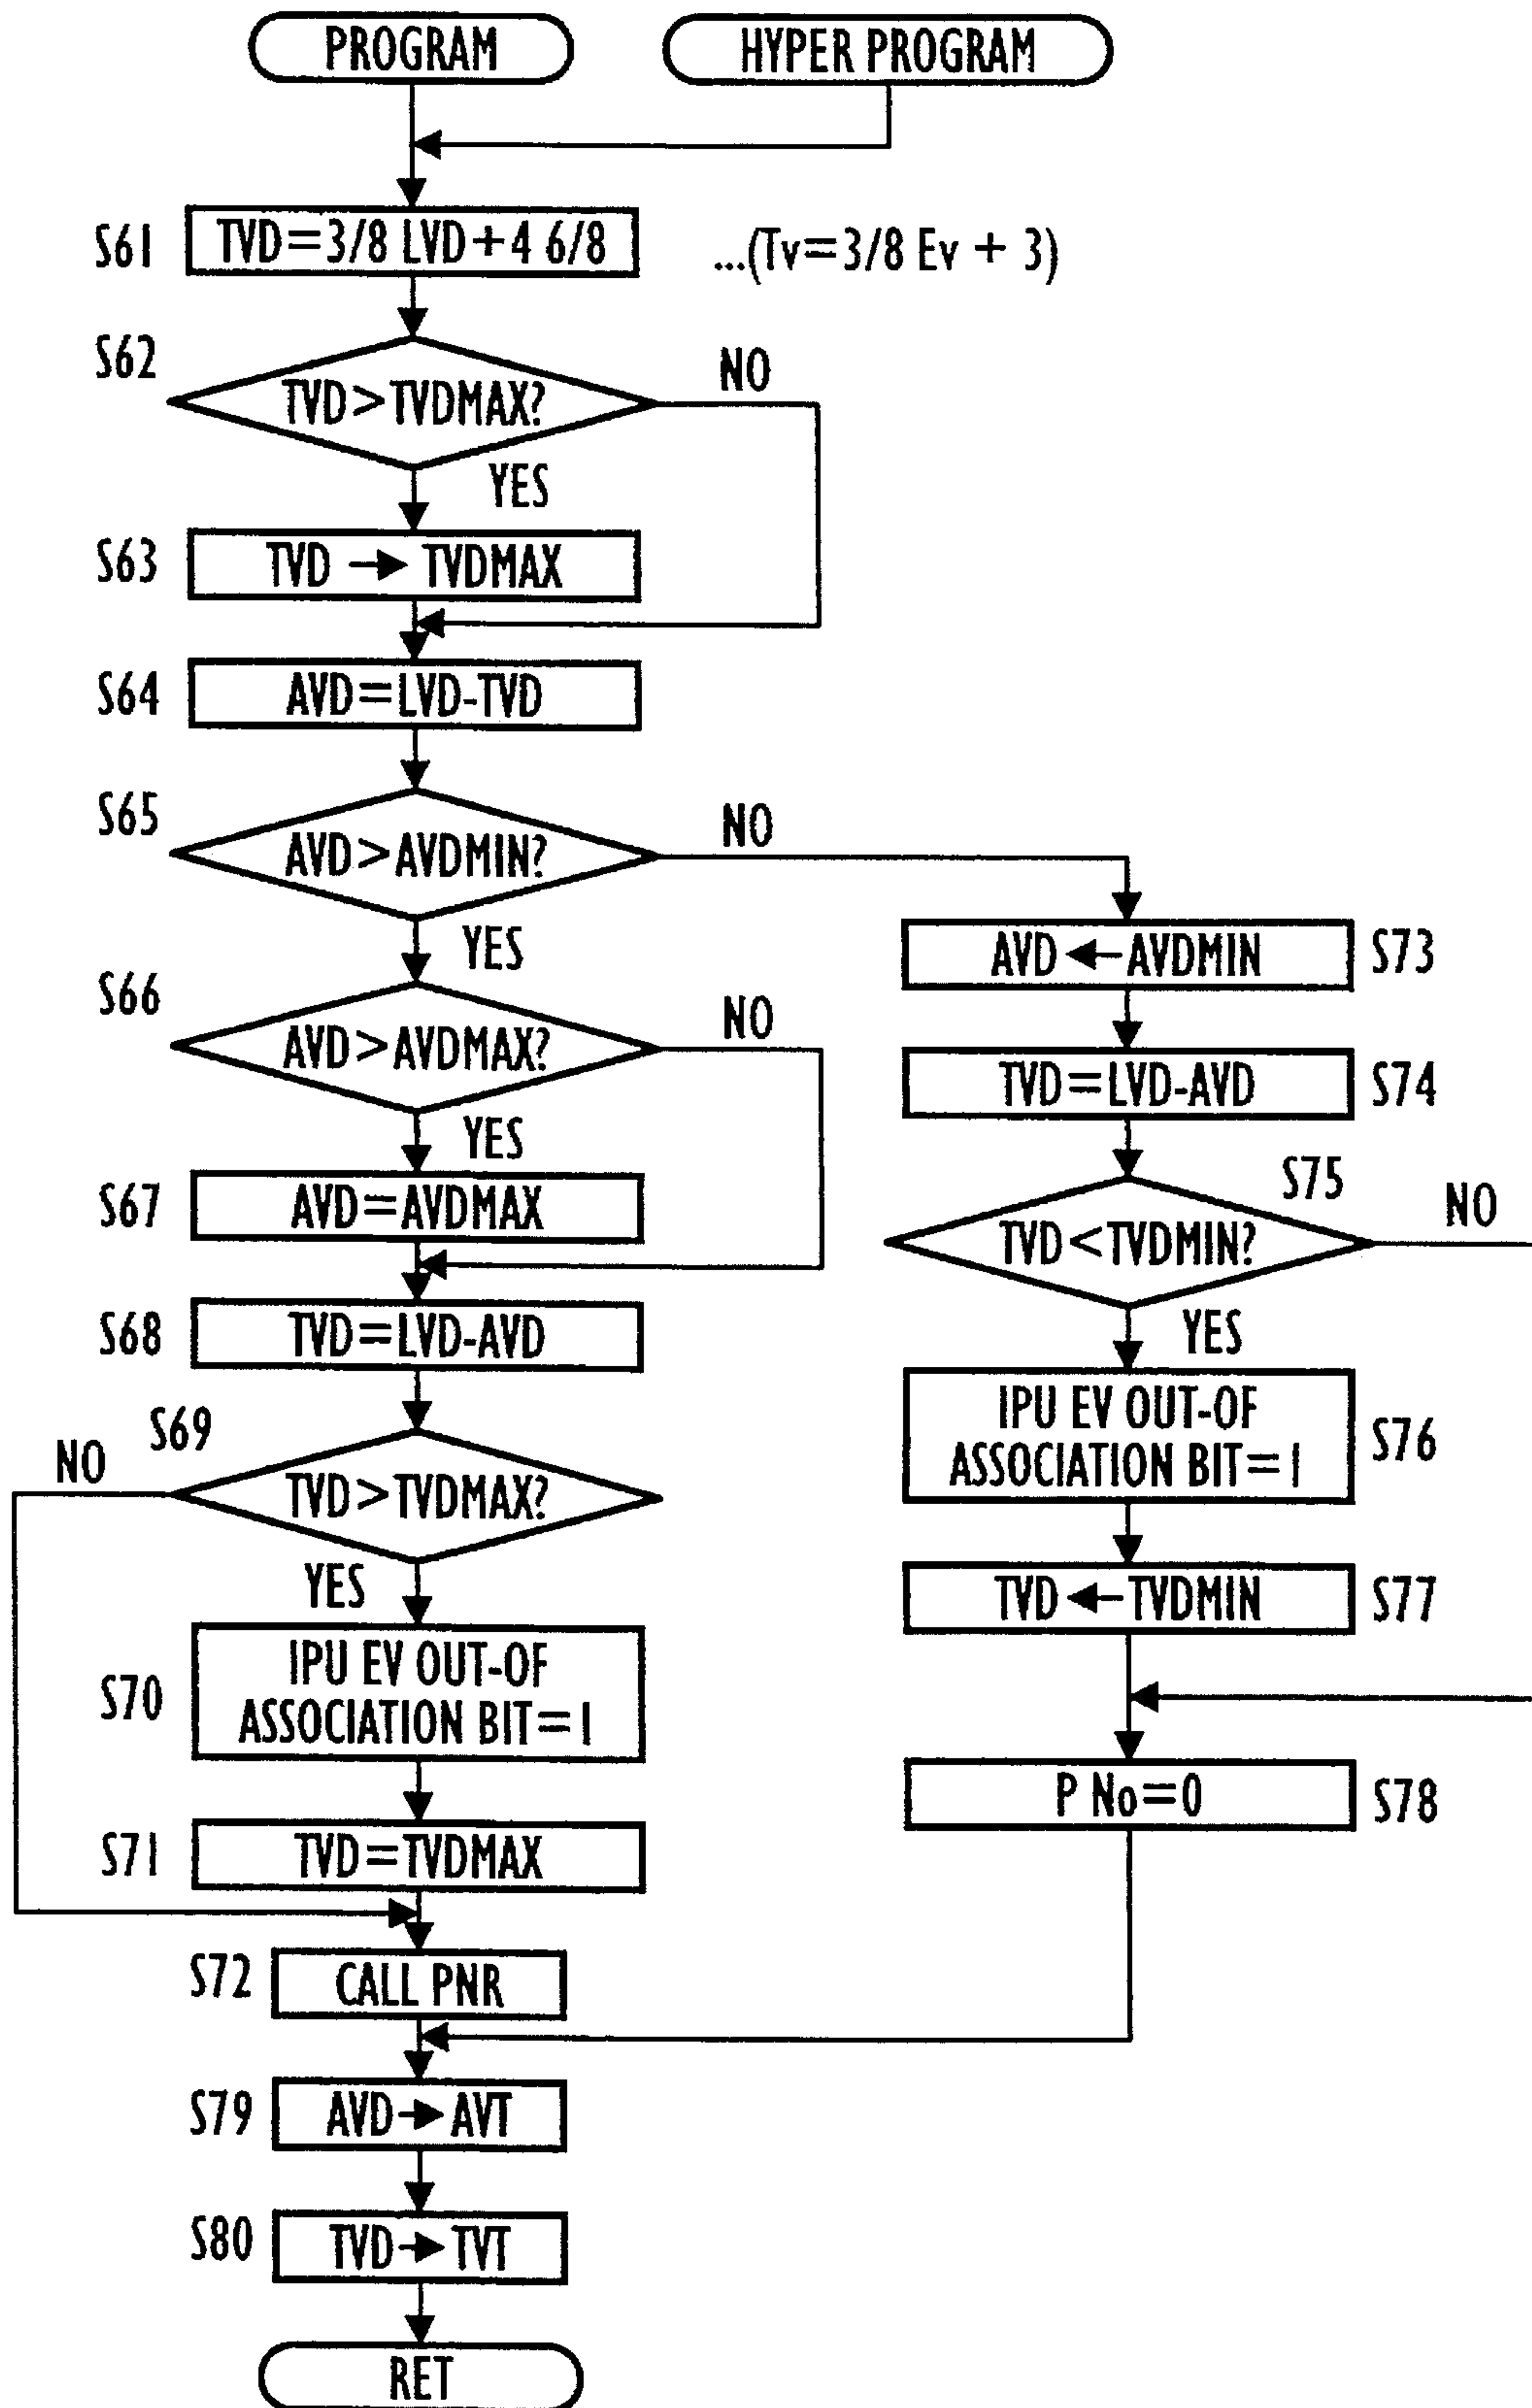 PROGRAM
HYPER PROGRAM
S61
TVD=3/8 LVD+4 6/8
...(Tv=3/8 Ev + 3)
S62
TVD>TVDMAX?
NO
YES
S63
TVD → TVDMAX
S64
AVD=LVD-TVD
S65
AVD>AVDMIN?
NO
YES
S66
AVD>AVDMAX?
NO
YES
S67
AVD=AVDMAX
S68
TVD=LVD-AVD
S69
NO
TVD>TVDMAX?
YES
S70
IPU EV OUT-OF
ASSOCIATION BIT=1
S71
TVD=TVDMAX
S72
CALL PNR
AVD←AVDMIN
S73
TVD=LVD-AVD
S74
S75
TVD<TVDMIN?
NO
YES
IPU EV OUT-OF
ASSOCIATION BIT=1
S76
TVD←TVDMIN
S77
P No=0
S78
S79
AVD→AVT
S80
TVD→TVT
RET